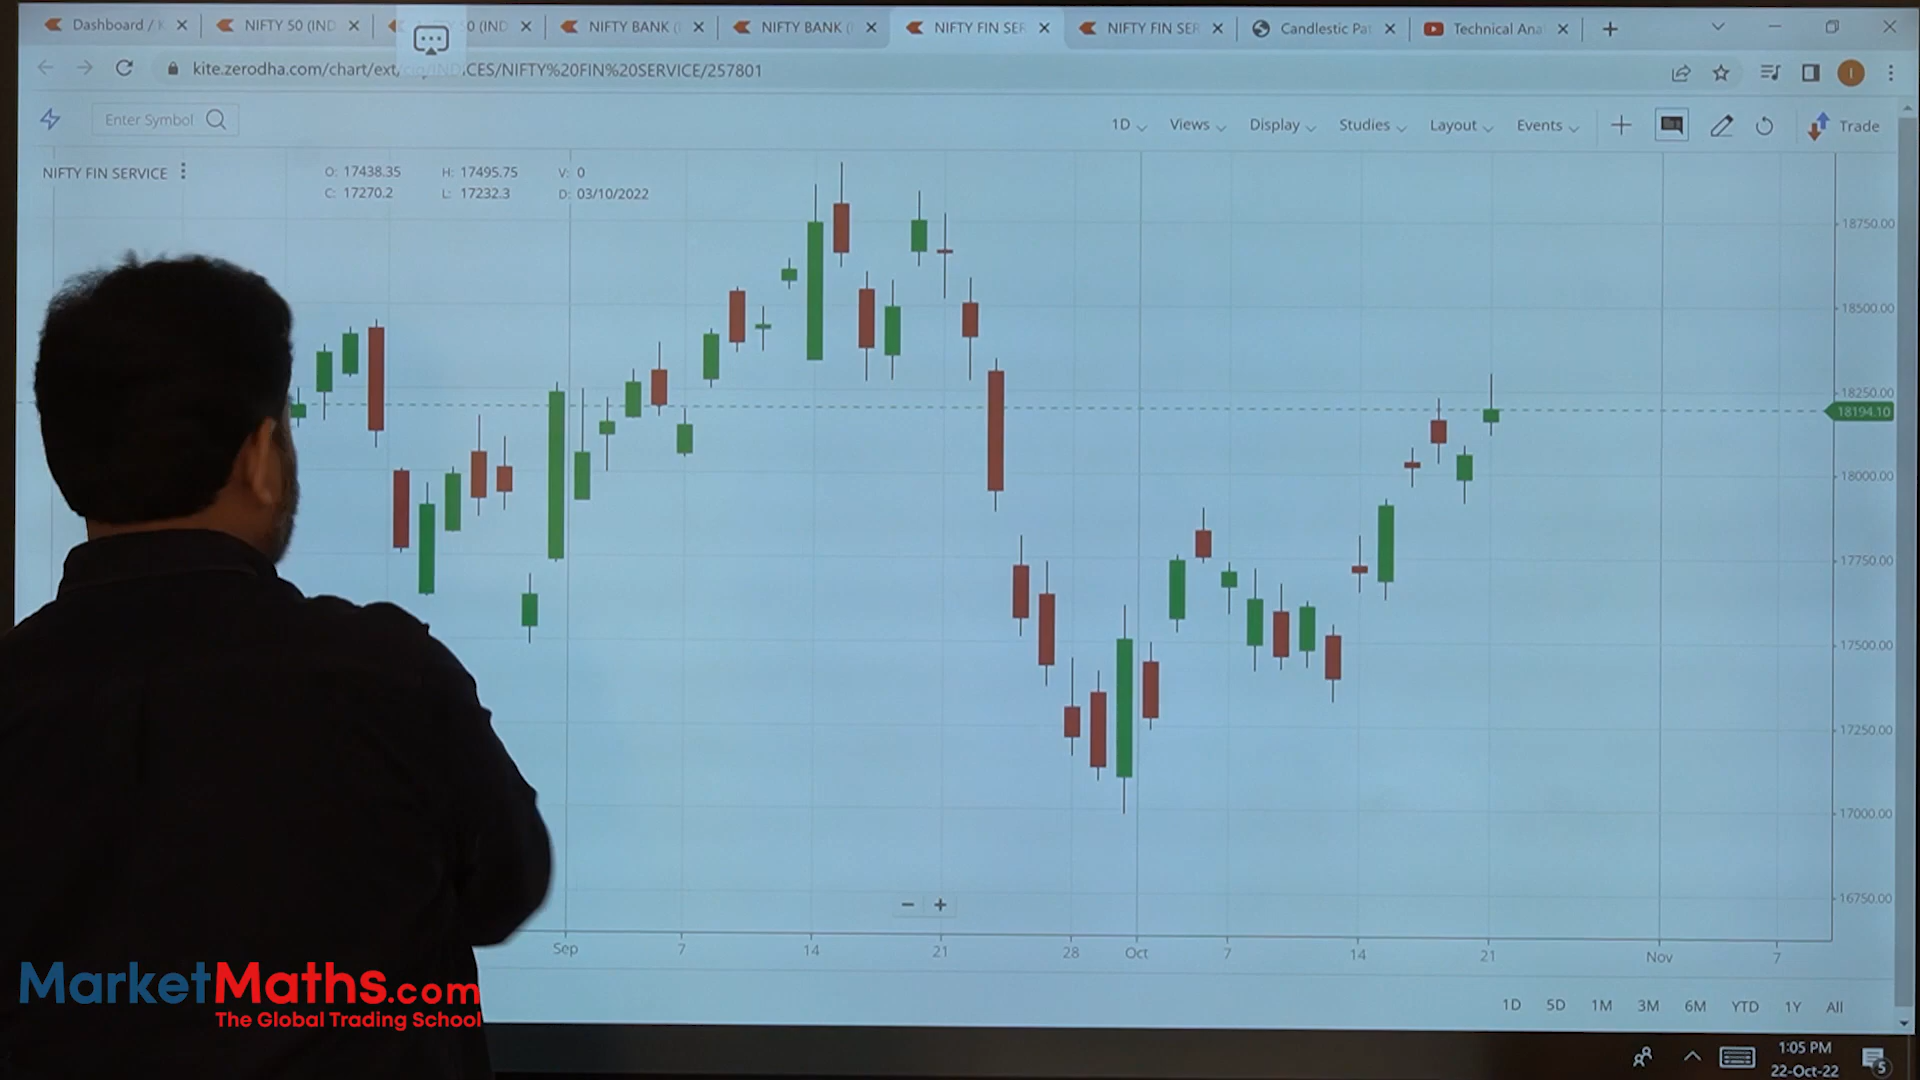 Dashboard / K
NIFTY 50 (IND
50 (IND
NIFTY BANK (I
NIFTY BANK (I
NIFTY FIN SER
NIFTY FIN SER
Candlestic Pat
Technical Ana
kite.zerodha.com/chart/ext/ /INDICES/NIFTY%20FIN%20SERVICE/257801
Enter Symbol
1D Views Display Studies Layout Events Trade
NIFTY FIN SERVICE
O: 17438.35 H: 17495.75 V: 0
C: 17270.2 L: 17232.3 D: 03/10/2022
18750.00
18500.00
18250.00
18194.10
18000.00
17750.00
17500.00
17250.00
17000.00
16750.00
Sep 7 14 21 28 Oct 7 14 21 Nov 7
1D 5D 1M 3M 6M YTD 1Y All
MarketMaths.com
The Global Trading School
1:05 PM
22-Oct-22
5